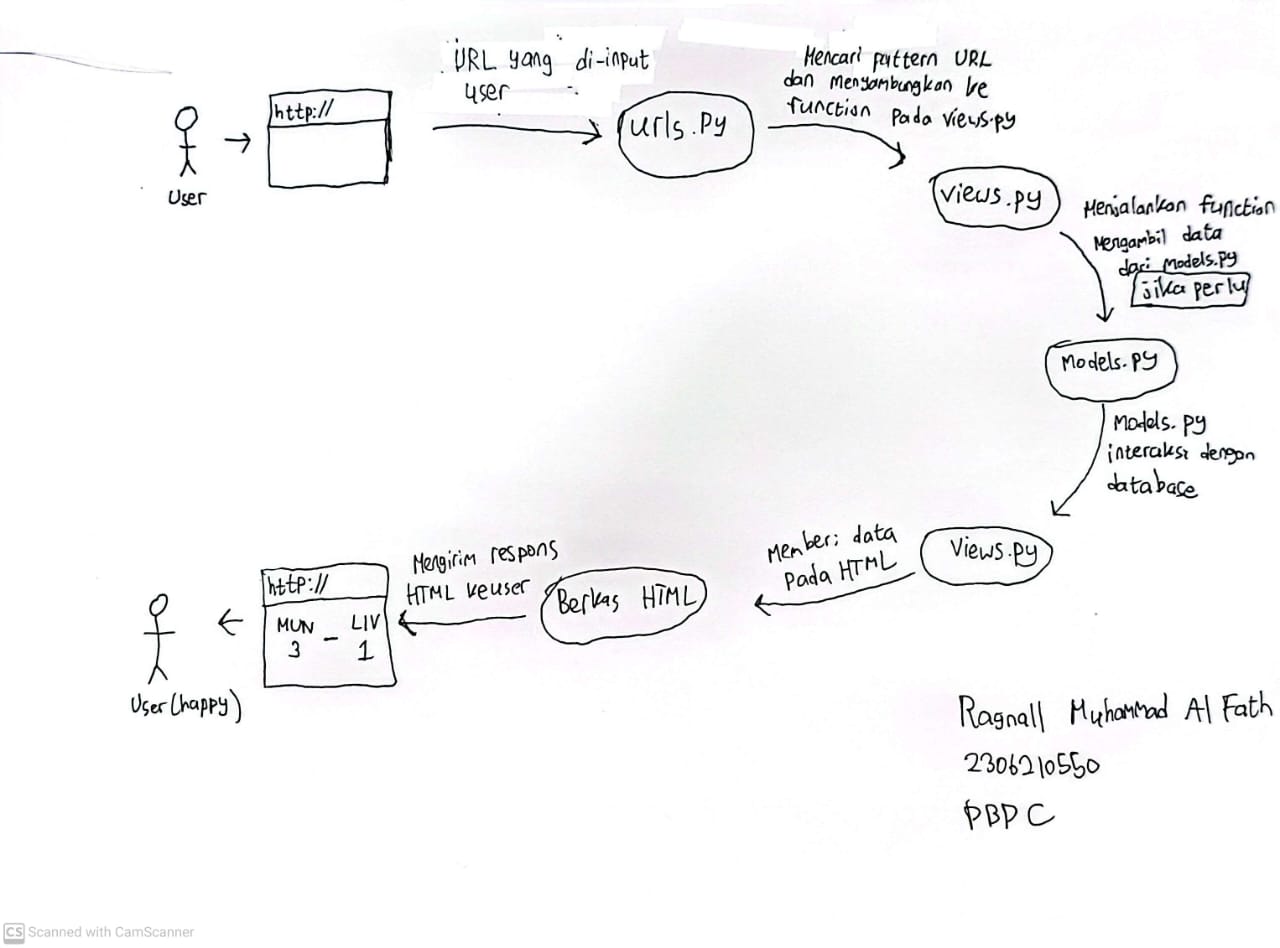 User
http://
URL yang di-input
user
urls.py
Mencari pattern URL
dan menyambungkan ke
function pada views.py
views.py
Menjalankan function
Mengambil data
dari Models.py
jika perlu
Models.py
Models.py
interaksi dengan
database
Views.py
Memberi data
pada HTML
Berkas HTML
Mengirim respons
HTML ke user
http://
MUN - LIV
3 1
User (happy)
Ragnall Muhammad Al Fath
2306210550
PBP C
CS Scanned with CamScanner